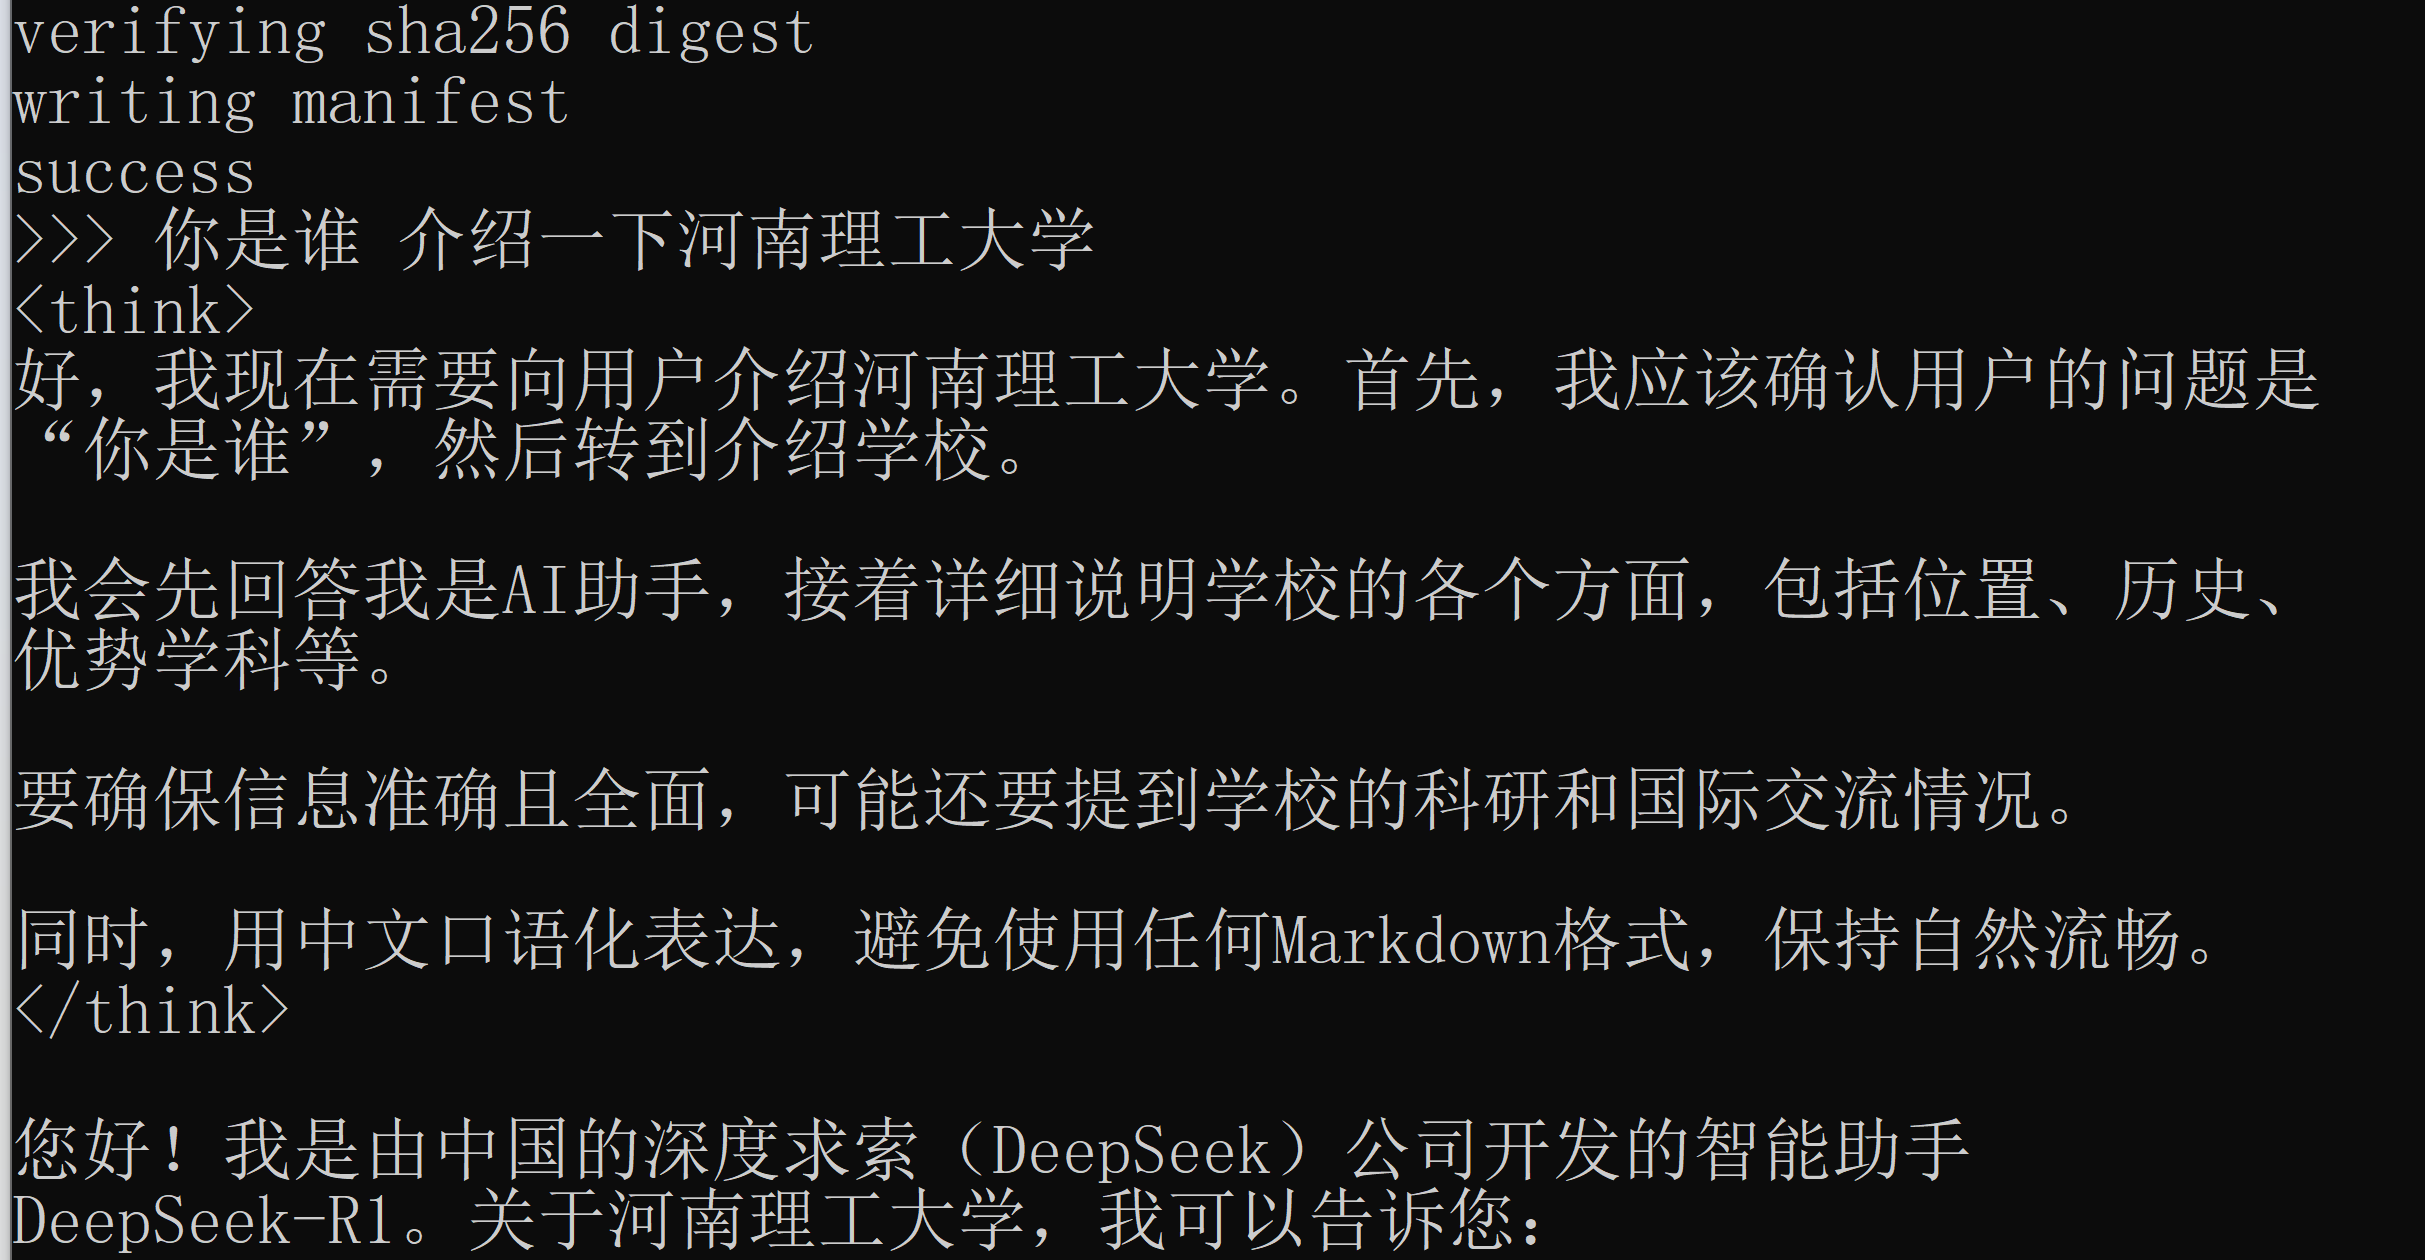 verifying sha256 digest
writing manifest
success
>>> 你是谁 介绍一下河南理工大学
<think>
好，我现在需要向用户介绍河南理工大学。首先，我应该确认用户的问题是
“你是谁”，然后转到介绍学校。
我会先回答我是AI助手，接着详细说明学校的各个方面，包括位置、历史、
优势学科等。
要确保信息准确且全面，可能还要提到学校的科研和国际交流情况。
同时，用中文口语化表达，避免使用任何Markdown格式，保持自然流畅。
</think>
您好！我是由中国的深度求索（DeepSeek）公司开发的智能助手
DeepSeek-R1。关于河南理工大学，我可以告诉您：